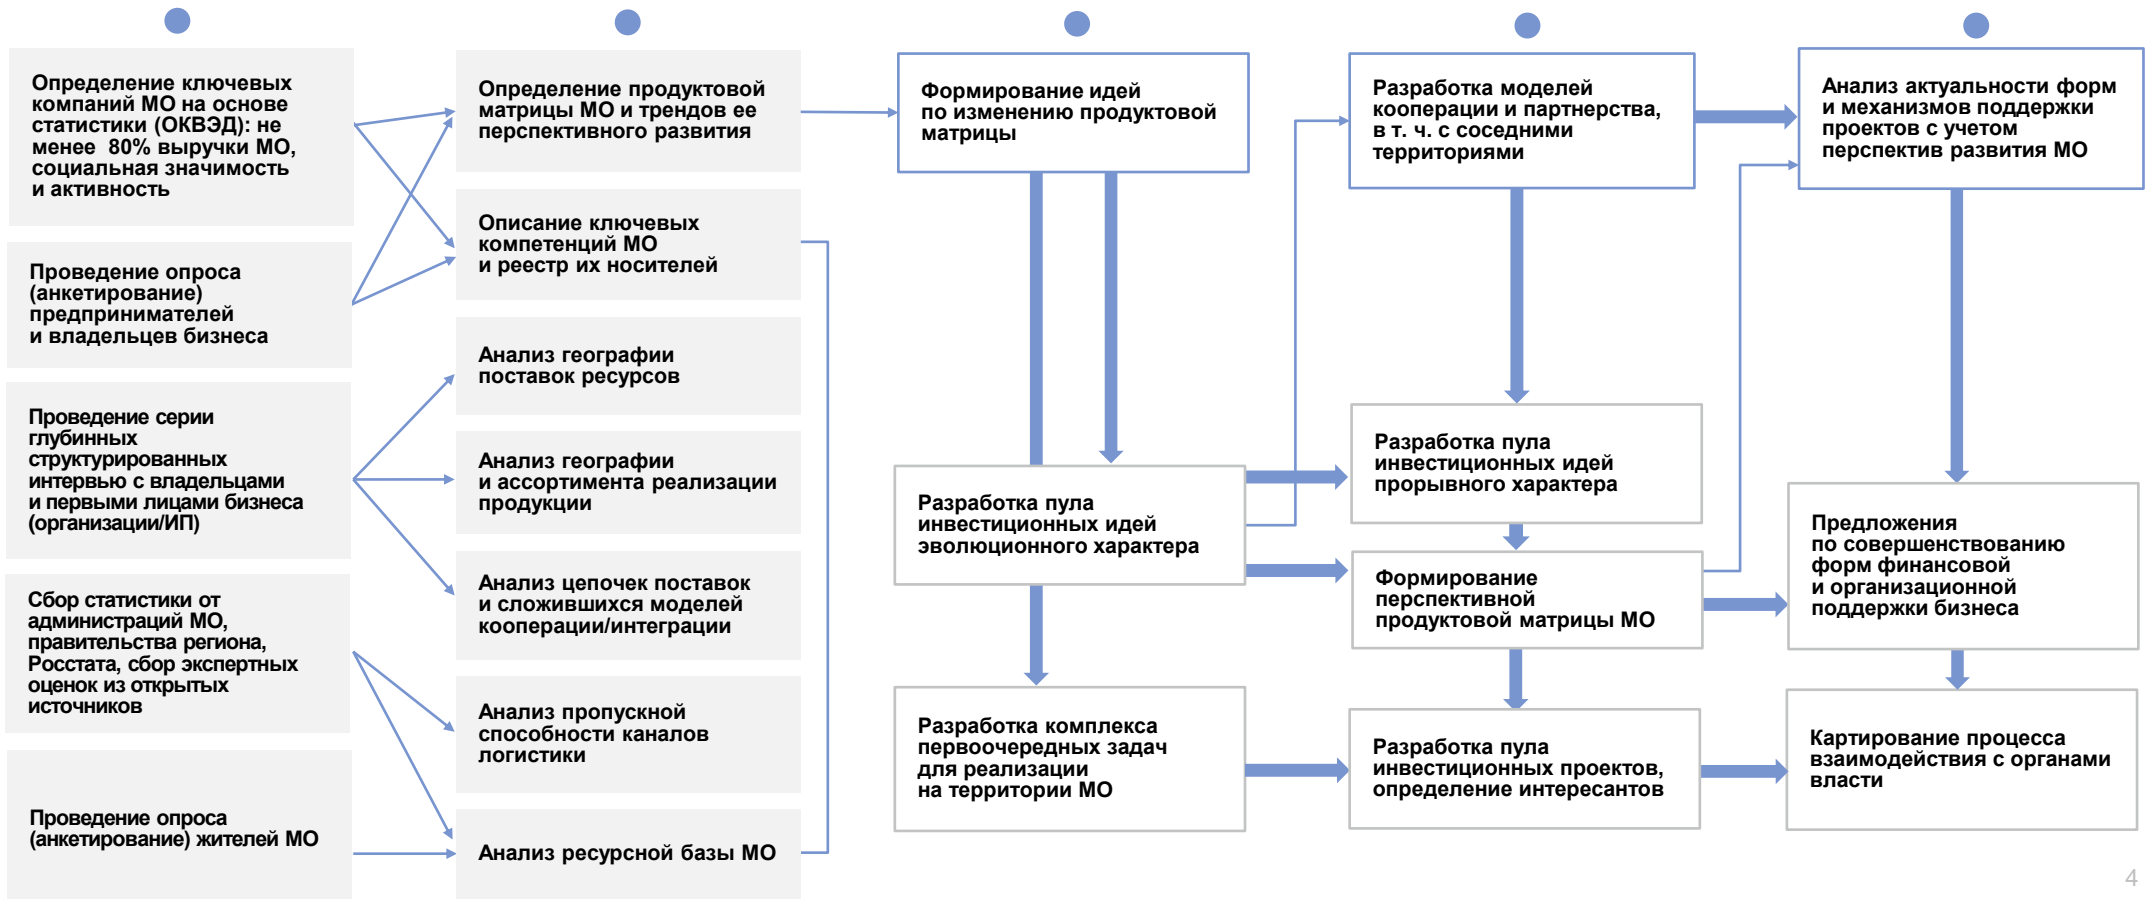 Определение ключевых
компаний МО на основе
статистики (ОКВЭД): не
менее 80% выручки МО,
социальная значимость
и активность
Проведение опроса
(анкетирование)
предпринимателей
и владельцев бизнеса
Проведение серии
глубинных
структурированных
интервью с владельцами
и первыми лицами бизнеса
(организации/ИП)
Сбор статистики от
администраций МО,
правительства региона,
Росстата, сбор экспертных
оценок из открытых
источников
Проведение опроса
(анкетирование) жителей МО
Определение продуктовой
матрицы МО и трендов ее
перспективного развития
Описание ключевых
компетенций МО
и реестр их носителей
Анализ географии
поставок ресурсов
Анализ географии
и ассортимента реализации
продукции
Анализ цепочек поставок
и сложившихся моделей
кооперации/интеграции
Анализ пропускной
способности каналов
логистики
Анализ ресурсной базы МО
Формирование идей
по изменению продуктовой
матрицы
Разработка пула
инвестиционных идей
эволюционного характера
Разработка комплекса
первоочередных задач
для реализации
на территории МО
Разработка моделей
кооперации и партнерства,
в т. ч. с соседними
территориями
Разработка пула
инвестиционных идей
прорывного характера
Формирование
перспективной
продуктовой матрицы МО
Разработка пула
инвестиционных проектов,
определение интересантов
Анализ актуальности форм
и механизмов поддержки
проектов с учетом
перспектив развития МО
Предложения
по совершенствованию
форм финансовой
и организационной
поддержки бизнеса
Картирование процесса
взаимодействия с органами
власти
4